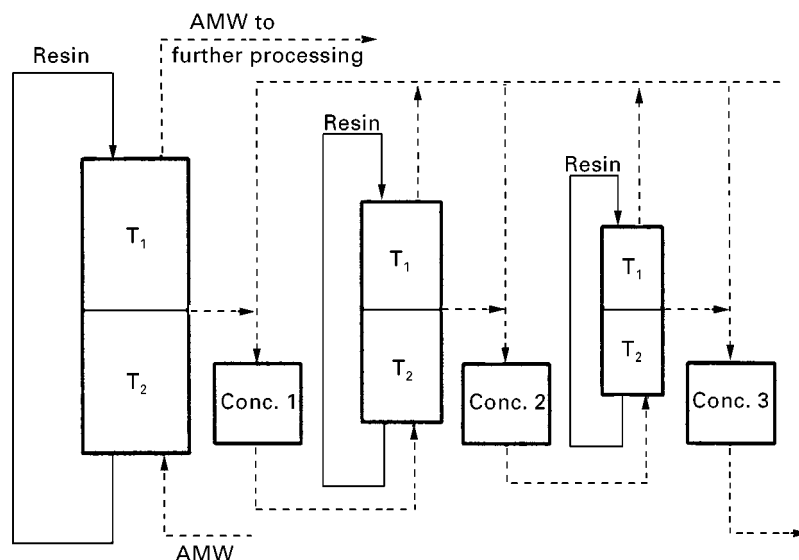 AMW to
further processing
Resin
Resin
Resin
T₁
T₁
T₁
T₂
T₂
T₂
Conc. 1
Conc. 2
Conc. 3
AMW